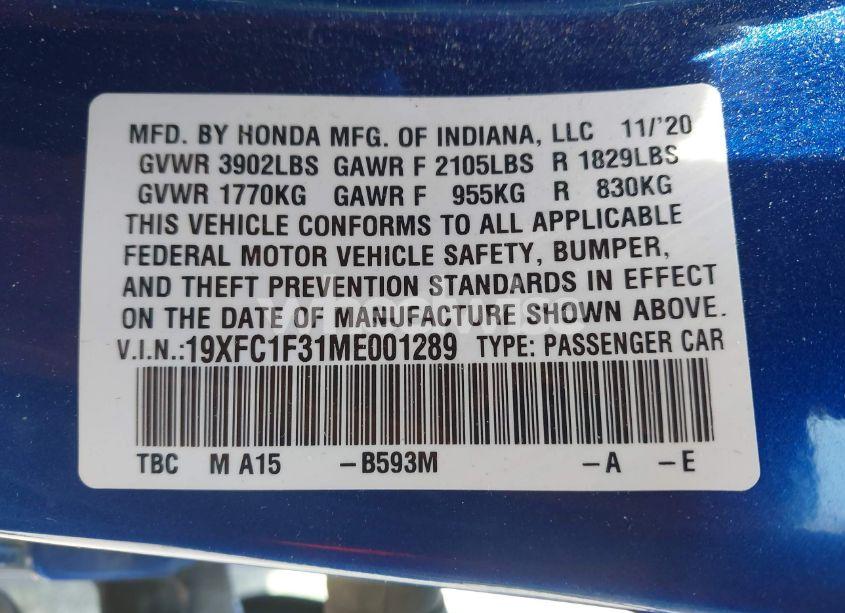 MFD. BY HONDA MFG. OF INDIANA, LLC 11/'20
GVWR 3902LBS GAWR F 2105LBS R 1829LBS
GVWR 1770KG GAWR F 955KG R 830KG
THIS VEHICLE CONFORMS TO ALL APPLICABLE
FEDERAL MOTOR VEHICLE SAFETY, BUMPER,
AND THEFT PREVENTION STANDARDS IN EFFECT
ON THE DATE OF MANUFACTURE SHOWN ABOVE.
V.I.N.:19XFC1F31ME001289 TYPE: PASSENGER CAR
TBC M A15 -B593M -A -E